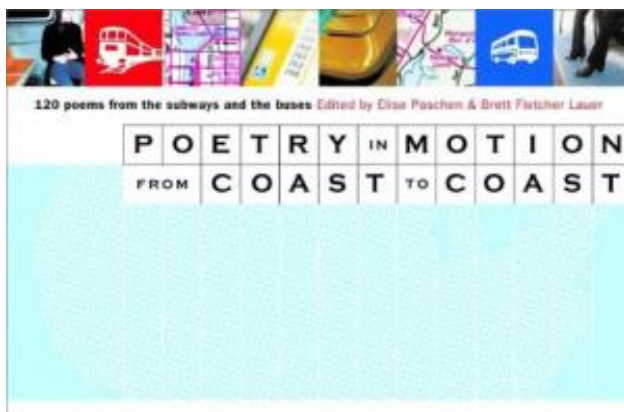 120 poems from the subways and the buses Edited by Elise Paschen & Brett Fletcher Lauer
POETRY IN MOTION
FROM COAST TO COAST